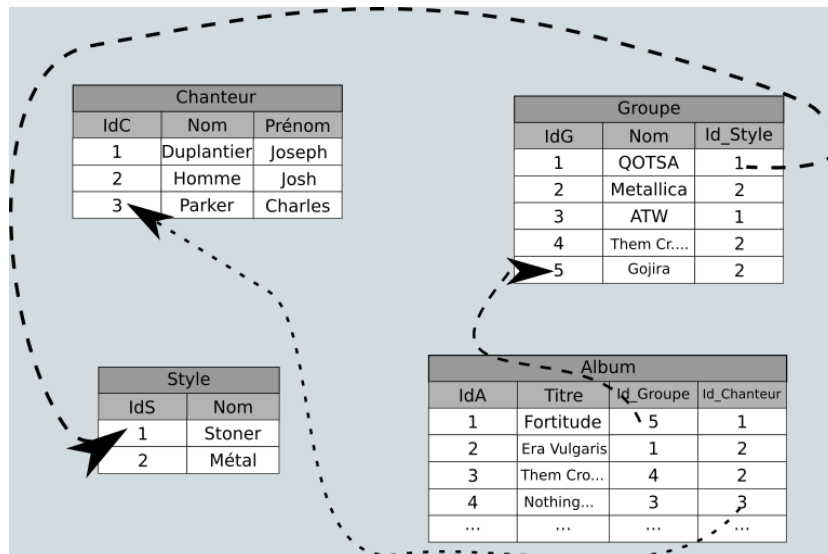 Chanteur
IdC Nom Prénom
1 Duplantier Joseph
2 Homme Josh
3 Parker Charles
Groupe
IdG Nom Id_Style
1 QOTSA 1
2 Metallica 2
3 ATW 1
4 Them Cr.... 2
5 Gojira 2
Style
IdS Nom
1 Stoner
2 Métal
Album
IdA Titre Id_Groupe Id_Chanteur
1 Fortitude 5 1
2 Era Vulgaris 1 2
3 Them Cro... 4 2
4 Nothing... 3 3
... ... ... ...